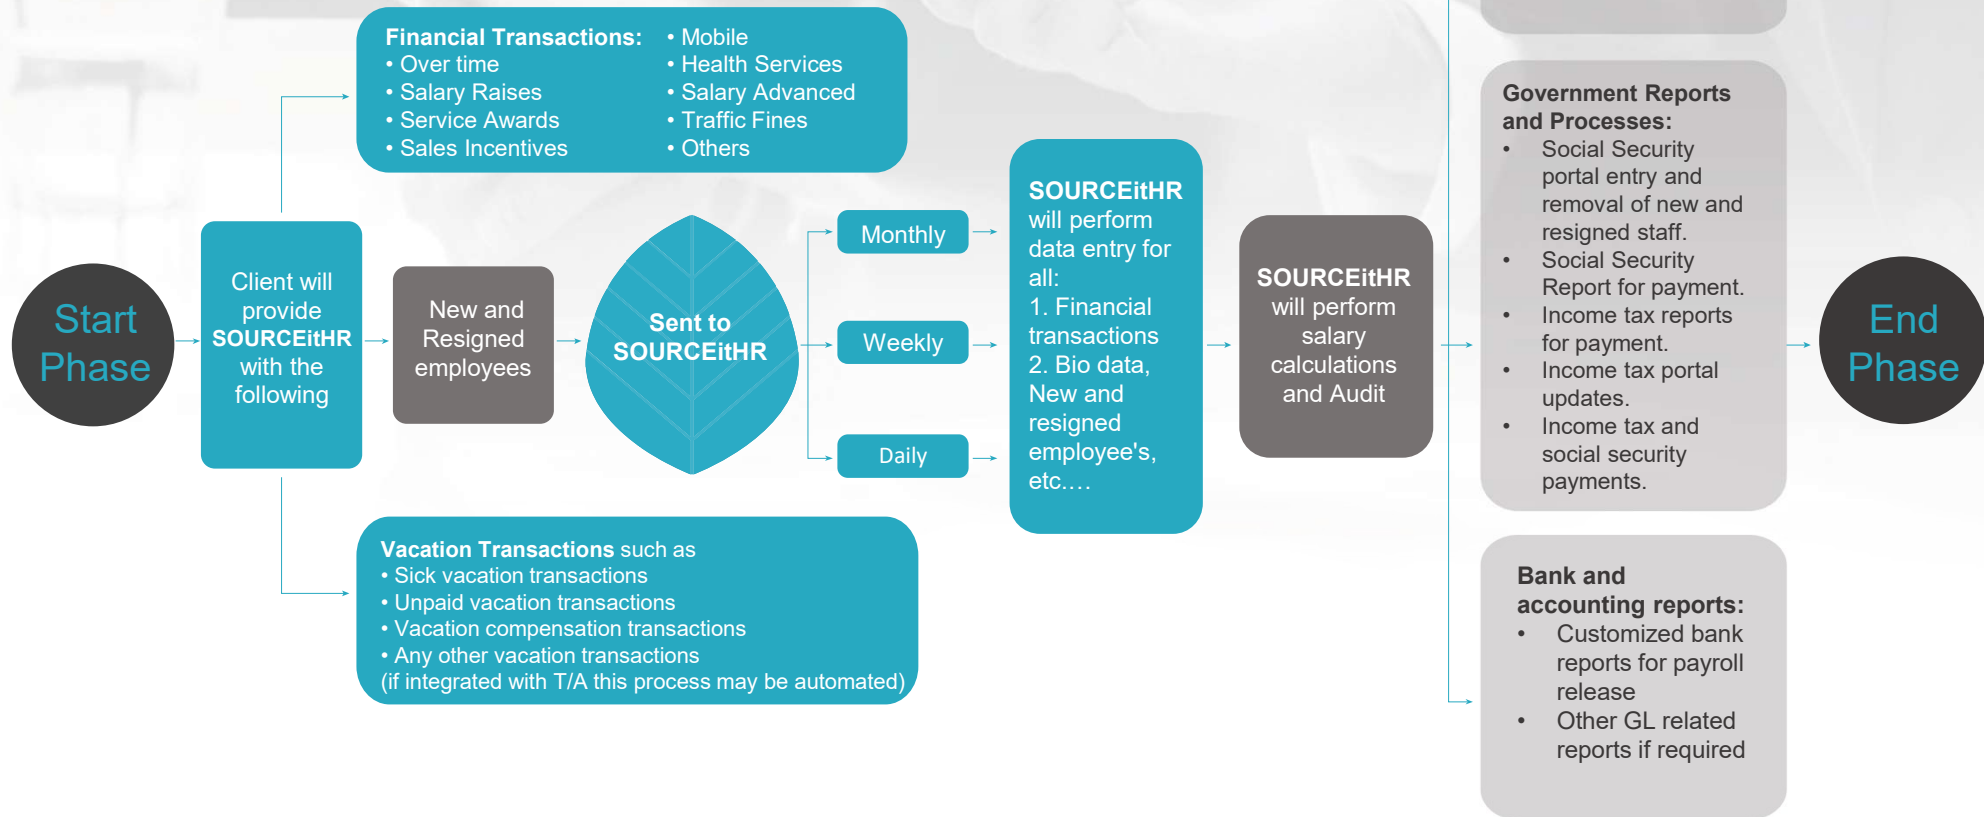 Financial Transactions:
• Over time
• Salary Raises
• Service Awards
• Sales Incentives
• Mobile
• Health Services
• Salary Advanced
• Traffic Fines
• Others
Start
Phase
Client will
provide
SOURCEitHR
with the
following
New and
Resigned
employees
Sent to
SOURCEitHR
Monthly
Weekly
Daily
SOURCEitHR
will perform
data entry for
all:
1. Financial
transactions
2. Bio data,
New and
resigned
employee's,
etc.…
SOURCEitHR
will perform
salary
calculations
and Audit
Government Reports
and Processes:
• Social Security
portal entry and
removal of new and
resigned staff.
• Social Security
Report for payment.
• Income tax reports
for payment.
• Income tax portal
updates.
• Income tax and
social security
payments.
End
Phase
Vacation Transactions such as
• Sick vacation transactions
• Unpaid vacation transactions
• Vacation compensation transactions
• Any other vacation transactions
(if integrated with T/A this process may be automated)
Bank and
accounting reports:
• Customized bank
reports for payroll
release
• Other GL related
reports if required